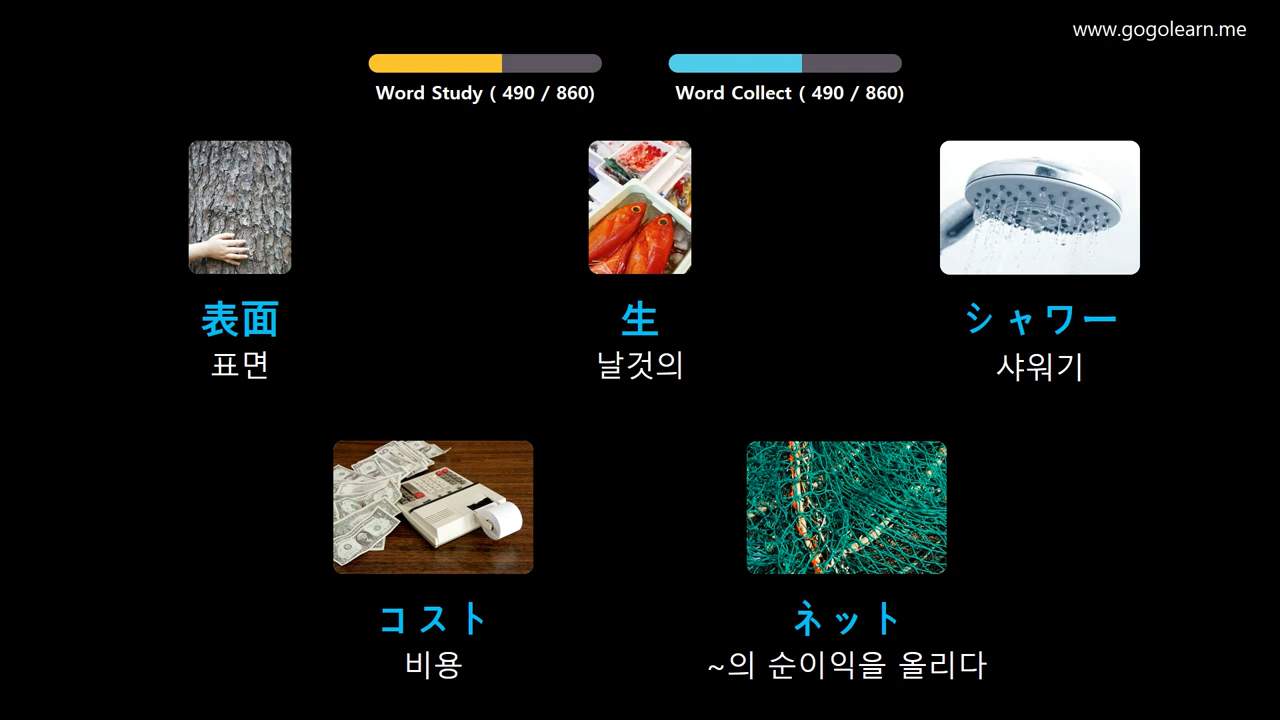 www.gogolearn.me
Word Study ( 490 / 860)
Word Collect ( 490 / 860)
表面
표면
生
날것의
シャワー
샤워기
コスト
비용
ネット
~의 순이익을 올리다